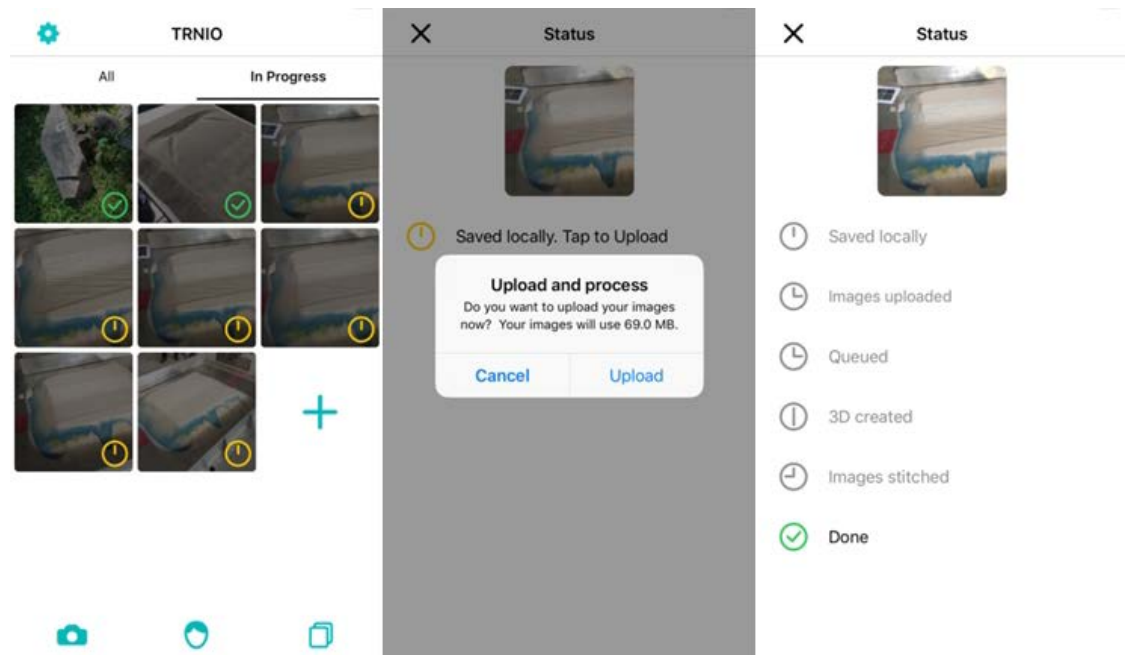 TRNIO
All
In Progress
Status
Saved locally. Tap to Upload
Upload and process
Do you want to upload your images
now? Your images will use 69.0 MB.
Cancel
Upload
Status
Saved locally
Images uploaded
Queued
3D created
Images stitched
Done